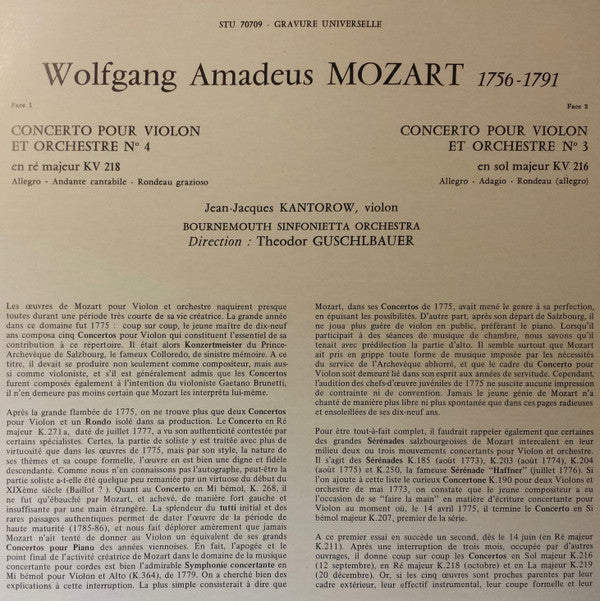 STU 70709 - GRAVURE UNIVERSELLE
Wolfgang Amadeus MOZART 1756-1791
Face 1
CONCERTO POUR VIOLON
ET ORCHESTRE Nº 4
en ré majeur KV 218
Allegro - Andante cantabile - Rondeau grazioso
Face 2
CONCERTO POUR VIOLON
ET ORCHESTRE Nº 3
en sol majeur KV 216
Allegro - Adagio - Rondeau (allegro)
Jean-Jacques KANTOROW, violon
BOURNEMOUTH SINFONIETTA ORCHESTRA
Direction : Theodor GUSCHLBAUER
Les œuvres de Mozart pour Violon et orchestre naquirent presque
toutes durant une période très courte de sa vie créatrice. La grande année
dans ce domaine fut 1775 : coup sur coup, le jeune maître de dix-neuf
ans composa cinq Concertos pour Violon qui constituent l'essentiel de sa
contribution à ce répertoire. Il était alors Konzertmeister du Prince-
Archevêque de Salzbourg, le fameux Colloredo, de sinistre mémoire. A ce
titre, il devait se produire non seulement comme compositeur, mais aus-
si comme violoniste, et s'il est généralement admis que les Concertos
furent composés également à l'intention du violoniste Gaetano Brunetti,
il n'en demeure pas moins certain que Mozart les interpréta lui-même.
Après la grande flambée de 1775, on ne trouve plus que deux Concertos
pour Violon et un Rondo isolé dans sa production. Le Concerto en Ré
majeur K.271a, daté de juillet 1777, a vu son authenticité contestée par
certains spécialistes. Certes, la partie de soliste y est traitée avec plus de
virtuosité que dans les œuvres de 1775, mais par son style, la nature de
ses thèmes et sa coupe formelle, l'œuvre en est bien une digne et fidèle
descendante. Comme nous n'en connaissons pas l'autographe, peut-être la
partie soliste a-t-elle été quelque peu remaniée par un virtuose du début du
XIXème siècle (Baillot ?). Quant au Concerto en Mi bémol, K. 268, il
ne fut qu'ébauché par Mozart, et achevé, de manière fort gauche et
insuffisante par une main étrangère. La splendeur du tutti initial et des
rares passages authentiques permet de dater l'œuvre de la période de
haute maturité (1785-86), et nous fait déplorer amèrement que jamais
Mozart n'ait tenté de donner au Violon un équivalent de ses grands
Concertos pour Piano des années viennoises. En fait, l'apogée et le
point final de l'activité créatrice de Mozart dans le domaine de la musique
concertante pour cordes est bien l'admirable Symphonie concertante en
Mi bémol pour Violon et Alto (K.364), de 1779. On a cherché bien des
explications à cette interruption. La plus simple consisterait à dire que
Mozart, dans ses Concertos de 1775, avait mené le genre à sa perfection,
en épuisant les possibilités. D'autre part, après son départ de Salzbourg, il
ne joua plus guère de violon en public, préférant le piano. Lorsqu'il
participait à des séances de musique de chambre, nous savons qu'il
tenait avec prédilection la partie d'alto. Il semble surtout que Mozart
ait pris en grippe toute forme de musique imposée par les nécessités
du service de l'Archevêque abhorré, et que le cadre du Concerto pour
Violon soit demeuré lié dans son esprit aux années de servitude. Cependant,
l'audition des chefs-d'œuvre juvéniles de 1775 ne suscite aucune impression
de contrainte ni de convention. Jamais le jeune génie de Mozart n'a
chanté de manière plus libre ni plus spontanée que dans ces pages radieuses
et ensoleillées de ses dix-neuf ans.
Pour être tout-à-fait complet, il faudrait rappeler également que certaines
des grandes Sérénades salzbourgeoises de Mozart intercalent en leur
milieu deux ou trois mouvements concertants pour Violon et orchestre.
Il s'agit des Sérénades K.185 (août 1773), K.203 (août 1774), K.204
(août 1775) et K.250, la fameuse Sérénade "Haffner" (juillet 1776). Si
l'on ajoute à cette liste le curieux Concertone K.190 pour deux Violons
et orchestre de mai 1773, on constate que le jeune compositeur a eu
l'occasion de se "faire la main" en matière d'écriture concertante pour
Violon au moment où, le 14 avril 1775, il termine le Concerto en Si
bémol majeur K.207, premier de la série.
A ce premier essai en succède un second, dès le 14 juin (en Ré majeur
K.211). Après une interruption de trois mois, occupée par d'autres
ouvrages, il donne coup sur coup les Concertos en Sol majeur K.216
(12 septembre), en Ré majeur K.218 (octobre) et en La majeur K.219
(20 décembre). Or, si les cinq œuvres sont proches parentes par leur
cadre extérieur, leur effectif instrumental, leur coupe formelle et leur